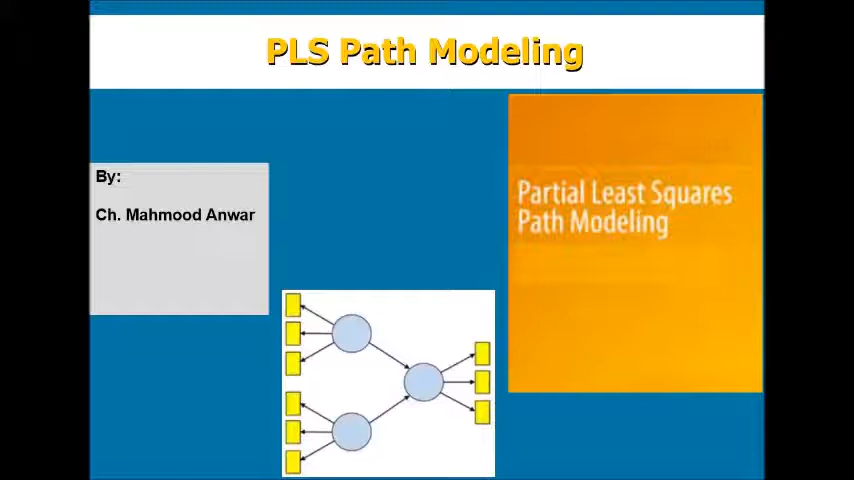 PLS Path Modeling
By:
Ch. Mahmood Anwar
Partial Least Squares
Path Modeling